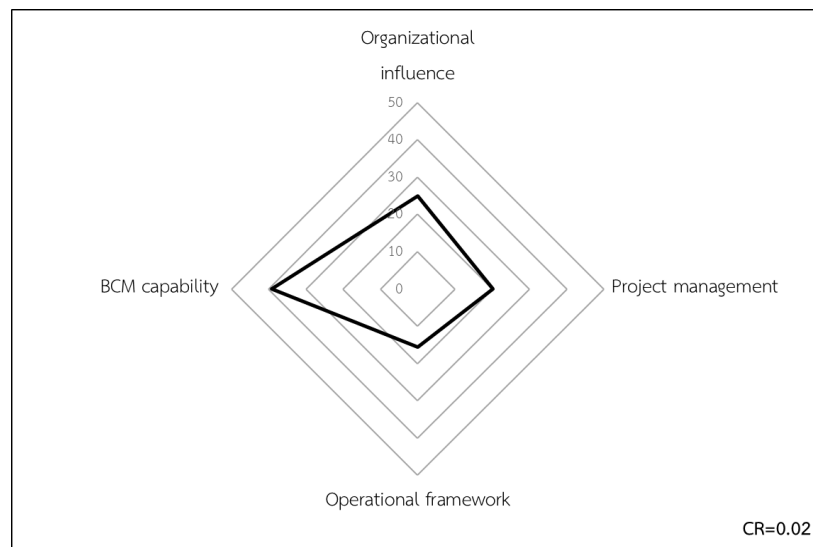 Organizational
influence
50
40
30
20
10
0
BCM capability
Project management
Operational framework
CR=0.02